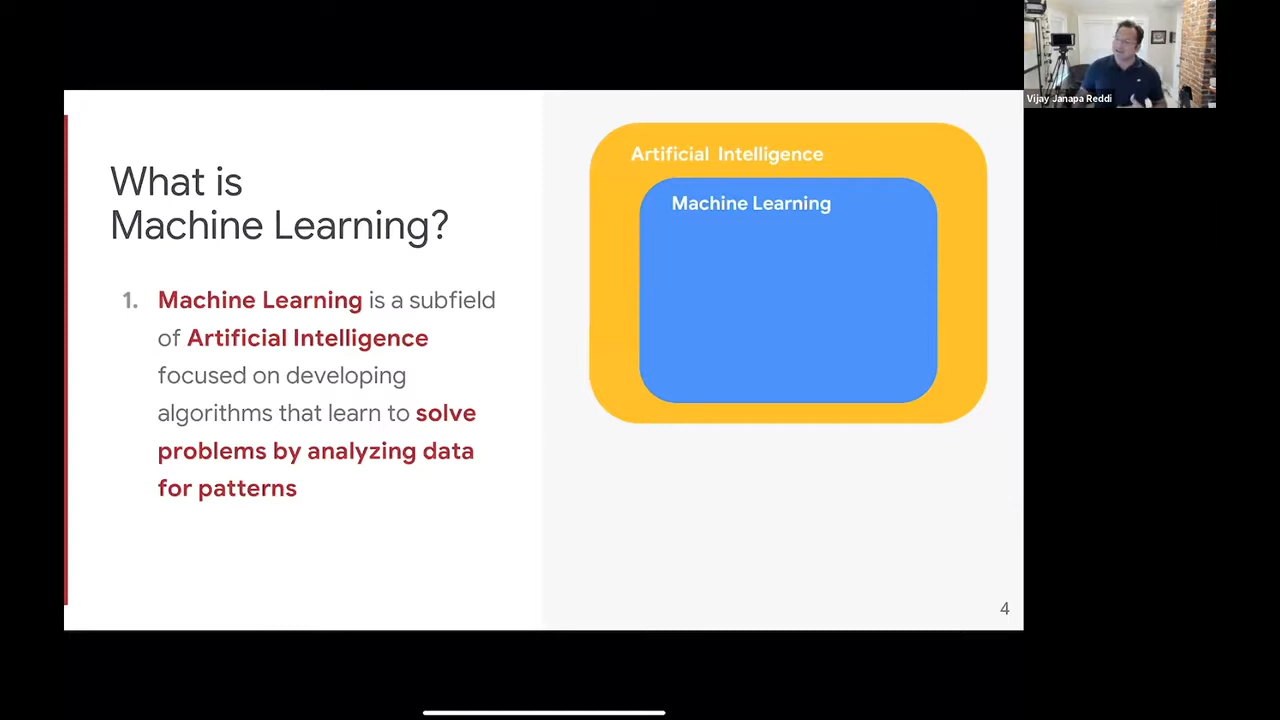 Vijay Janapa Reddi
What is
Machine Learning?
1. Machine Learning is a subfield
of Artificial Intelligence
focused on developing
algorithms that learn to solve
problems by analyzing data
for patterns
Artificial Intelligence
Machine Learning
4